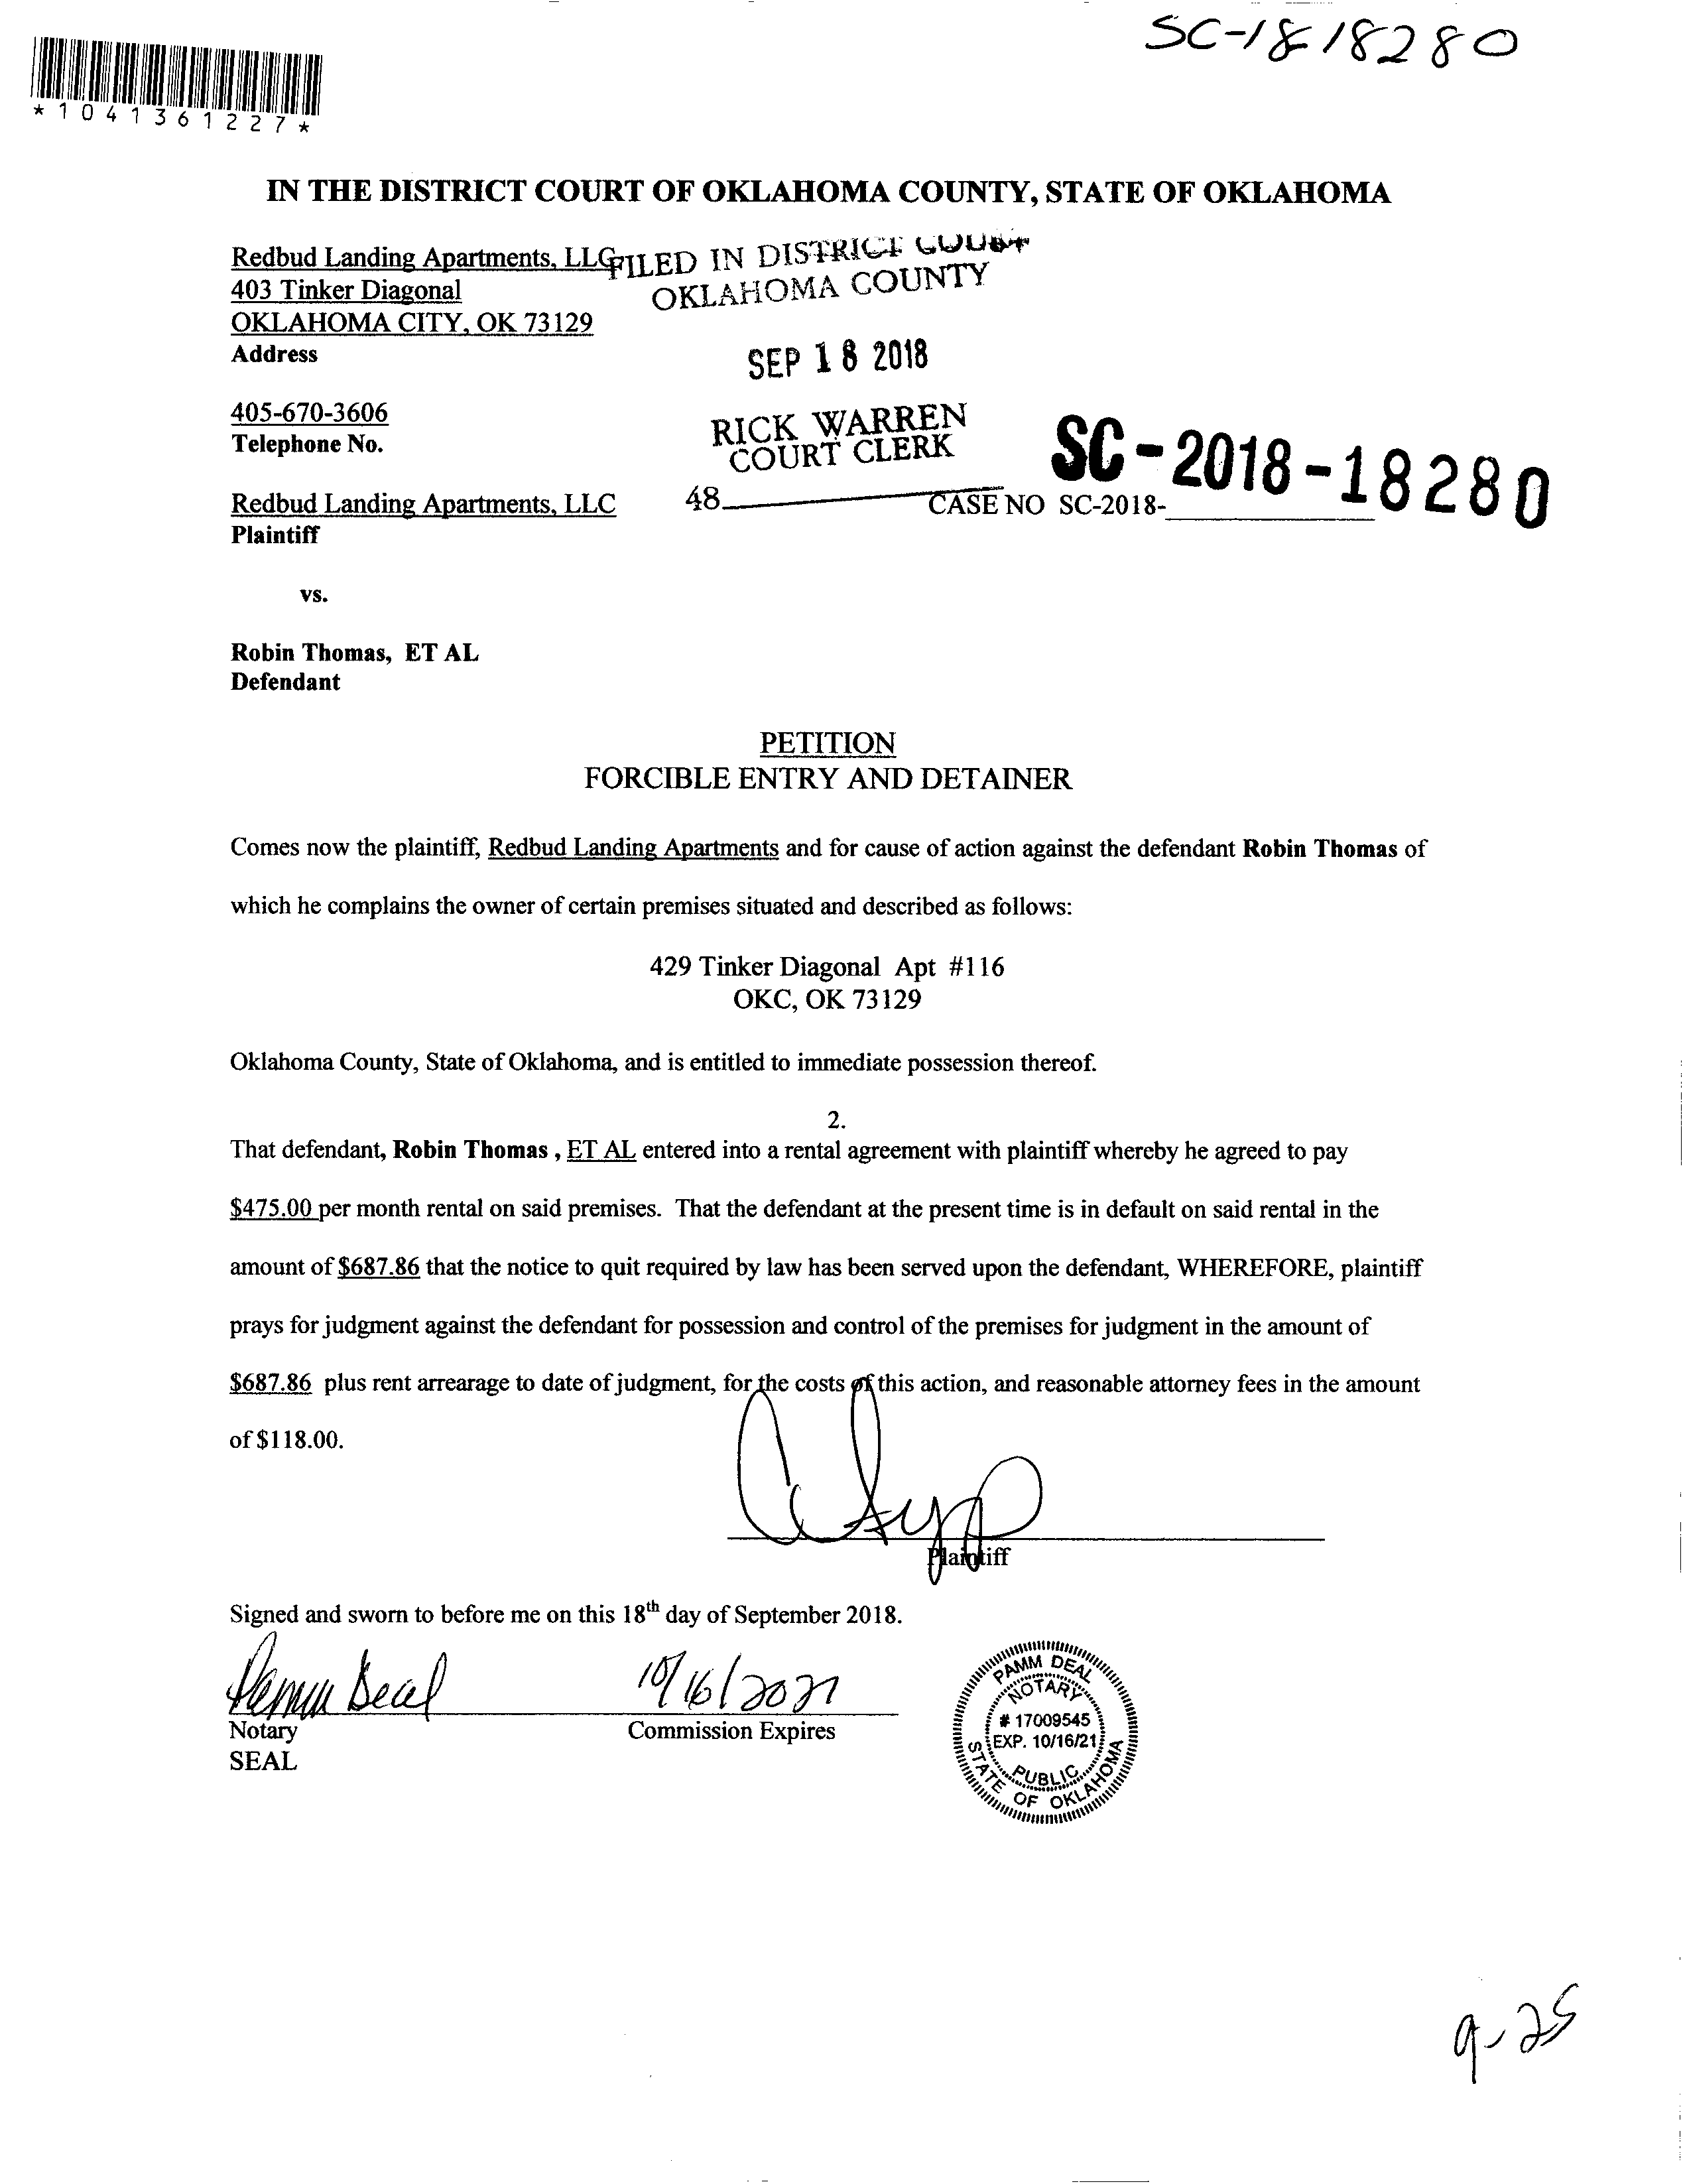 SC-1818280
*1041361227*
IN THE DISTRICT COURT OF OKLAHOMA COUNTY, STATE OF OKLAHOMA
Redbud Landing Apartments, LLC
FILED IN DISTRICT COURT
403 Tinker Diagonal
OKLAHOMA COUNTY
OKLAHOMA CITY, OK 73129
Address
SEP 18 2018
405-670-3606
Telephone No.
RICK WARREN
COURT CLERK
SC-2018-18280
Redbud Landing Apartments, LLC
48
CASE NO SC-2018-
Plaintiff
vs.
Robin Thomas, ET AL
Defendant
PETITION
FORCIBLE ENTRY AND DETAINER
Comes now the plaintiff, Redbud Landing Apartments and for cause of action against the defendant Robin Thomas of
which he complains the owner of certain premises situated and described as follows:
429 Tinker Diagonal Apt #116
OKC, OK 73129
Oklahoma County, State of Oklahoma, and is entitled to immediate possession thereof.
2.
That defendant, Robin Thomas , ET AL entered into a rental agreement with plaintiff whereby he agreed to pay
$475.00 per month rental on said premises. That the defendant at the present time is in default on said rental in the
amount of $687.86 that the notice to quit required by law has been served upon the defendant, WHEREFORE, plaintiff
prays for judgment against the defendant for possession and control of the premises for judgment in the amount of
$687.86 plus rent arrearage to date of judgment, for the costs of this action, and reasonable attorney fees in the amount
of $118.00.
Plaintiff
Signed and sworn to before me on this 18th day of September 2018.
Pamm Deal
10/16/2021
Notary
Commission Expires
SEAL
PAMM DEAL
NOTARY
# 17009545
EXP. 10/16/21
PUBLIC
STATE OF OKLAHOMA
9-25